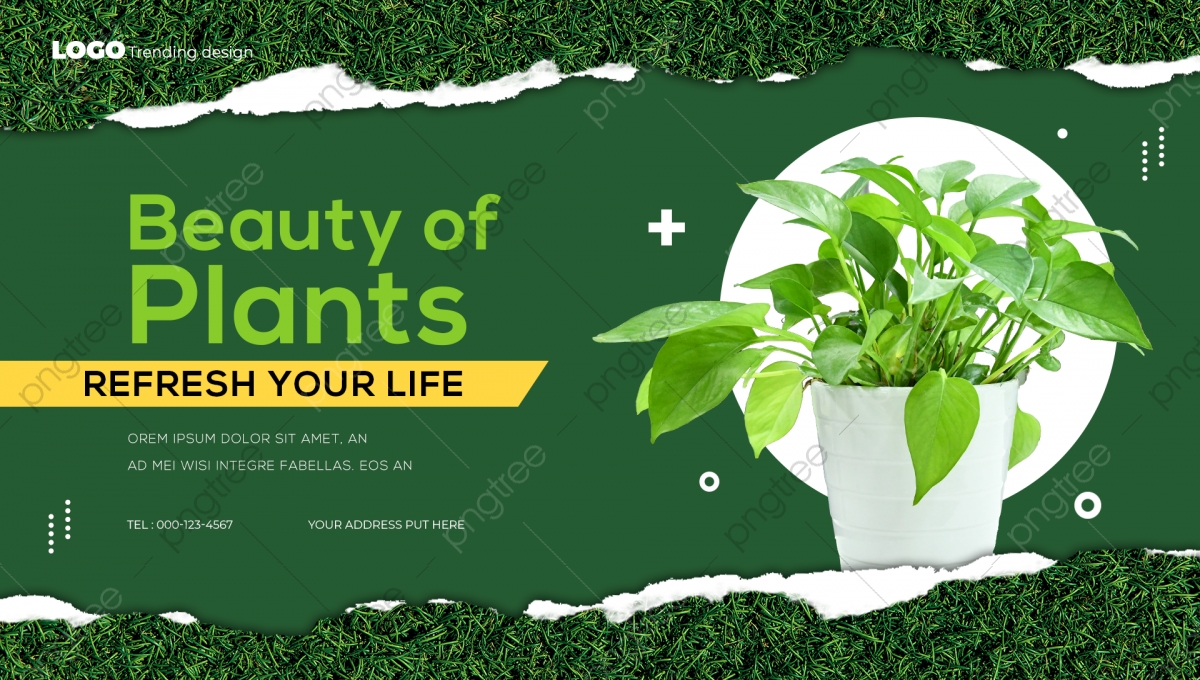 LOGO Trending design
Beauty of
Plants
REFRESH YOUR LIFE
OREM IPSUM DOLOR SIT AMET, AN
AD MEI WISI INTEGRE FABELLAS. EOS AN
TEL : 000-123-4567
YOUR ADDRESS PUT HERE
pngtree